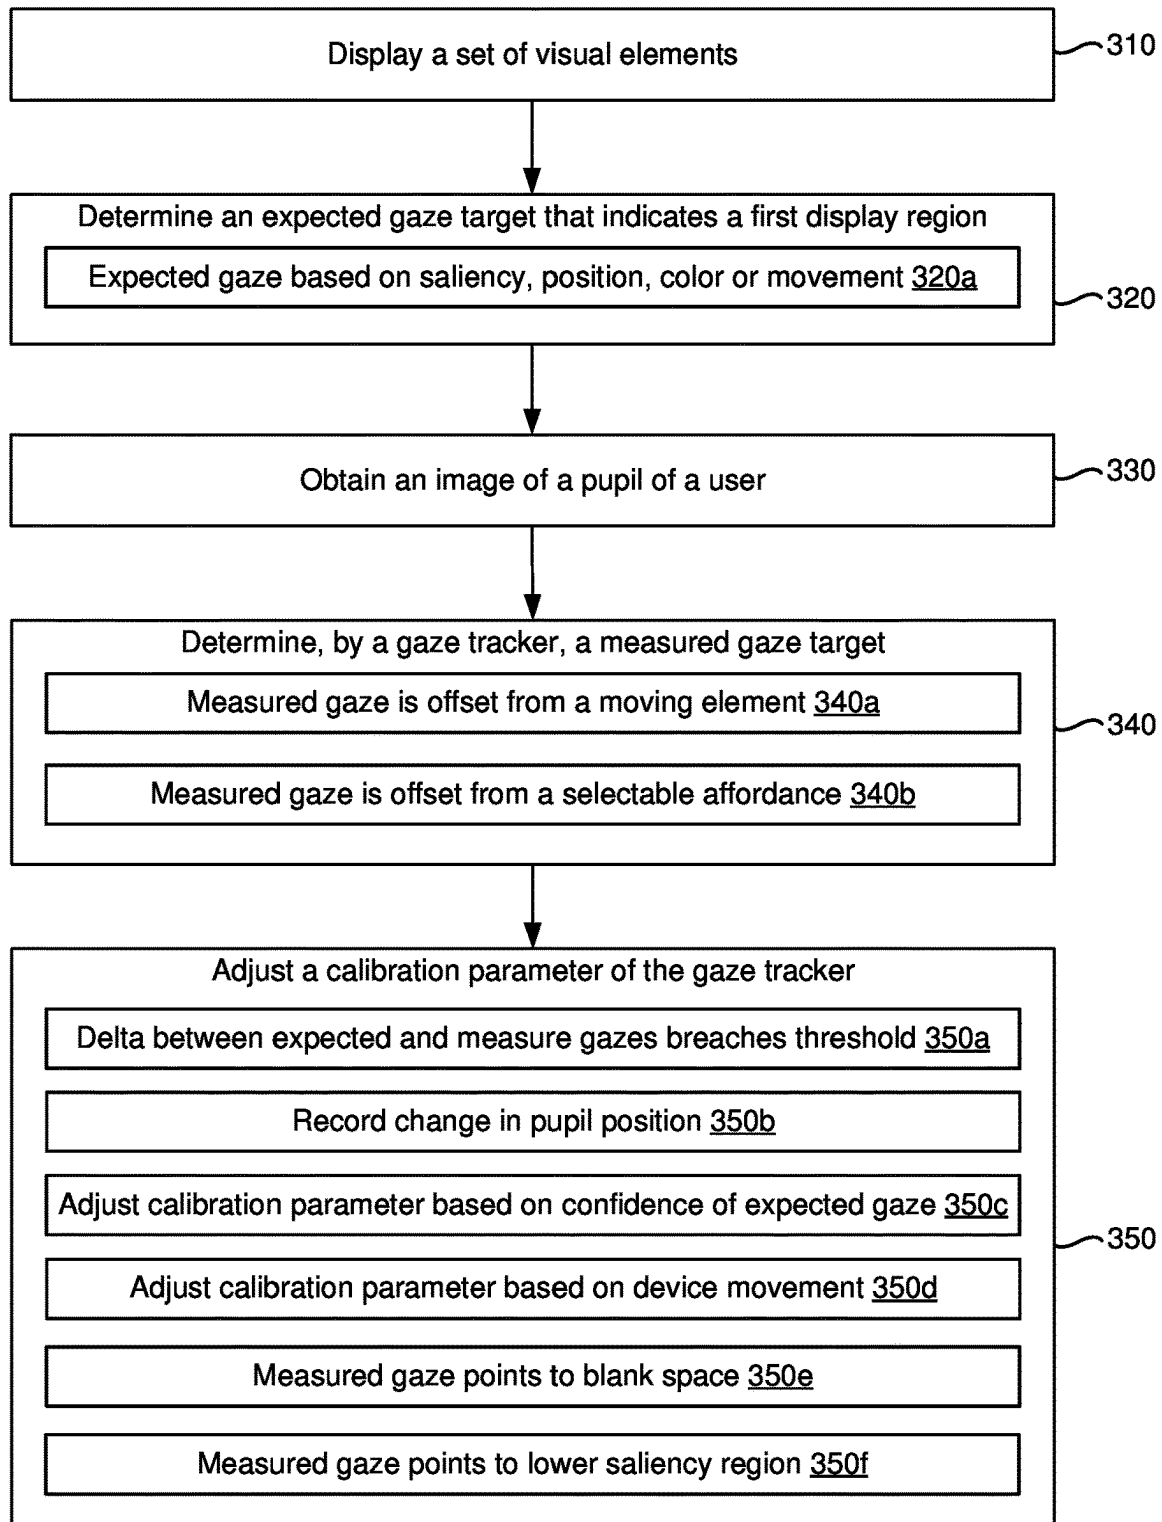 Display a set of visual elements
310
Determine an expected gaze target that indicates a first display region
Expected gaze based on saliency, position, color or movement 320a
320
Obtain an image of a pupil of a user
330
Determine, by a gaze tracker, a measured gaze target
Measured gaze is offset from a moving element 340a
340
Measured gaze is offset from a selectable affordance 340b
Adjust a calibration parameter of the gaze tracker
Delta between expected and measure gazes breaches threshold 350a
Record change in pupil position 350b
Adjust calibration parameter based on confidence of expected gaze 350c
350
Adjust calibration parameter based on device movement 350d
Measured gaze points to blank space 350e
Measured gaze points to lower saliency region 350f